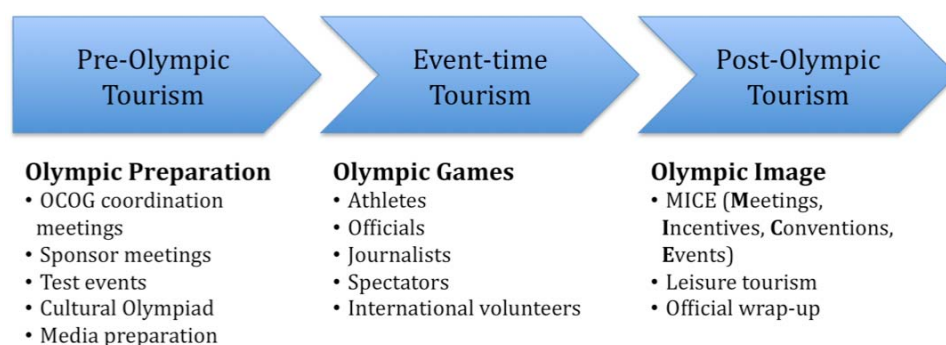 Pre-Olympic
Tourism
Event-time
Tourism
Post-Olympic
Tourism
Olympic Preparation
• OCOG coordination
meetings
• Sponsor meetings
• Test events
• Cultural Olympiad
• Media preparation
Olympic Games
• Athletes
• Officials
• Journalists
• Spectators
• International volunteers
Olympic Image
• MICE (Meetings,
Incentives, Conventions,
Events)
• Leisure tourism
• Official wrap-up